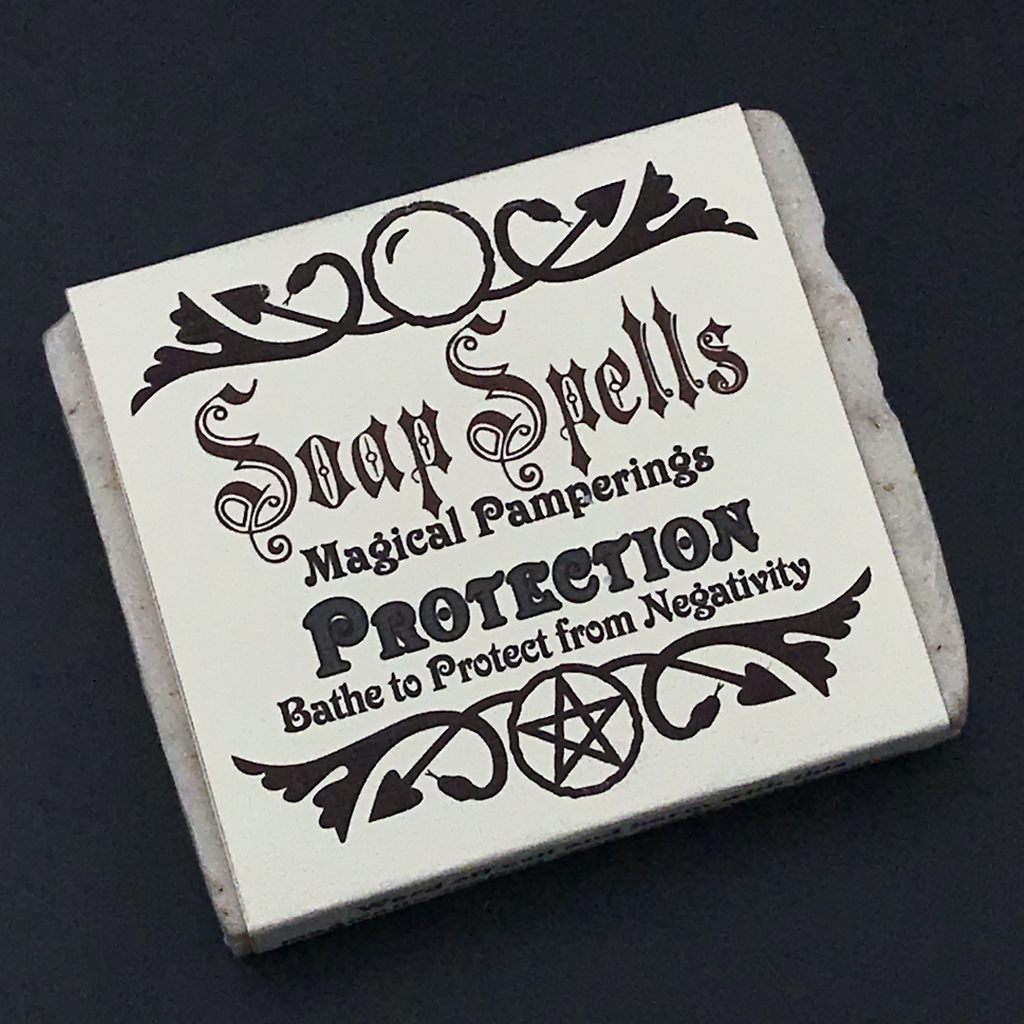 Soap Spells
Magical Pamperings
PROTECTION
Bathe to Protect from Negativity